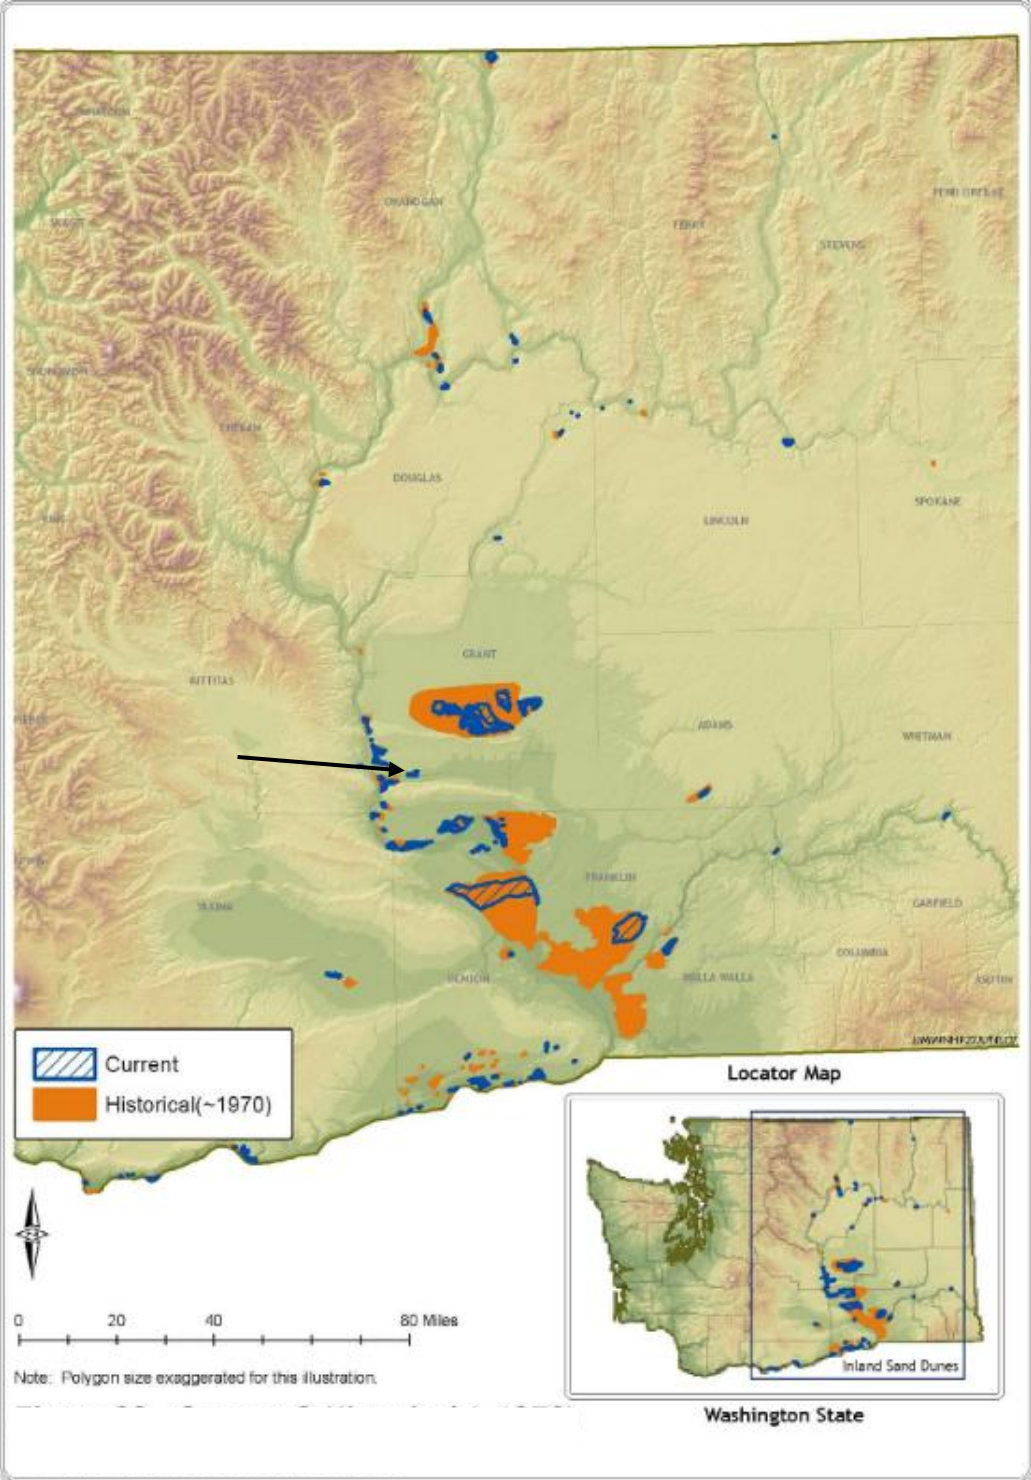 OKANOGAN
PEND OREILLE
SKAGIT
FERRY
STEVENS
CHELAN
DOUGLAS
SPOKANE
LINCOLN
GRANT
KITTITAS
ADAMS
WHITMAN
FRANKLIN
YAKIMA
GARFIELD
COLUMBIA
BENTON
WALLA WALLA
ASOTIN
Current
Historical(~1970)
Locator Map
Inland Sand Dunes
Washington State
0 20 40 80 Miles
Note: Polygon size exaggerated for this illustration.